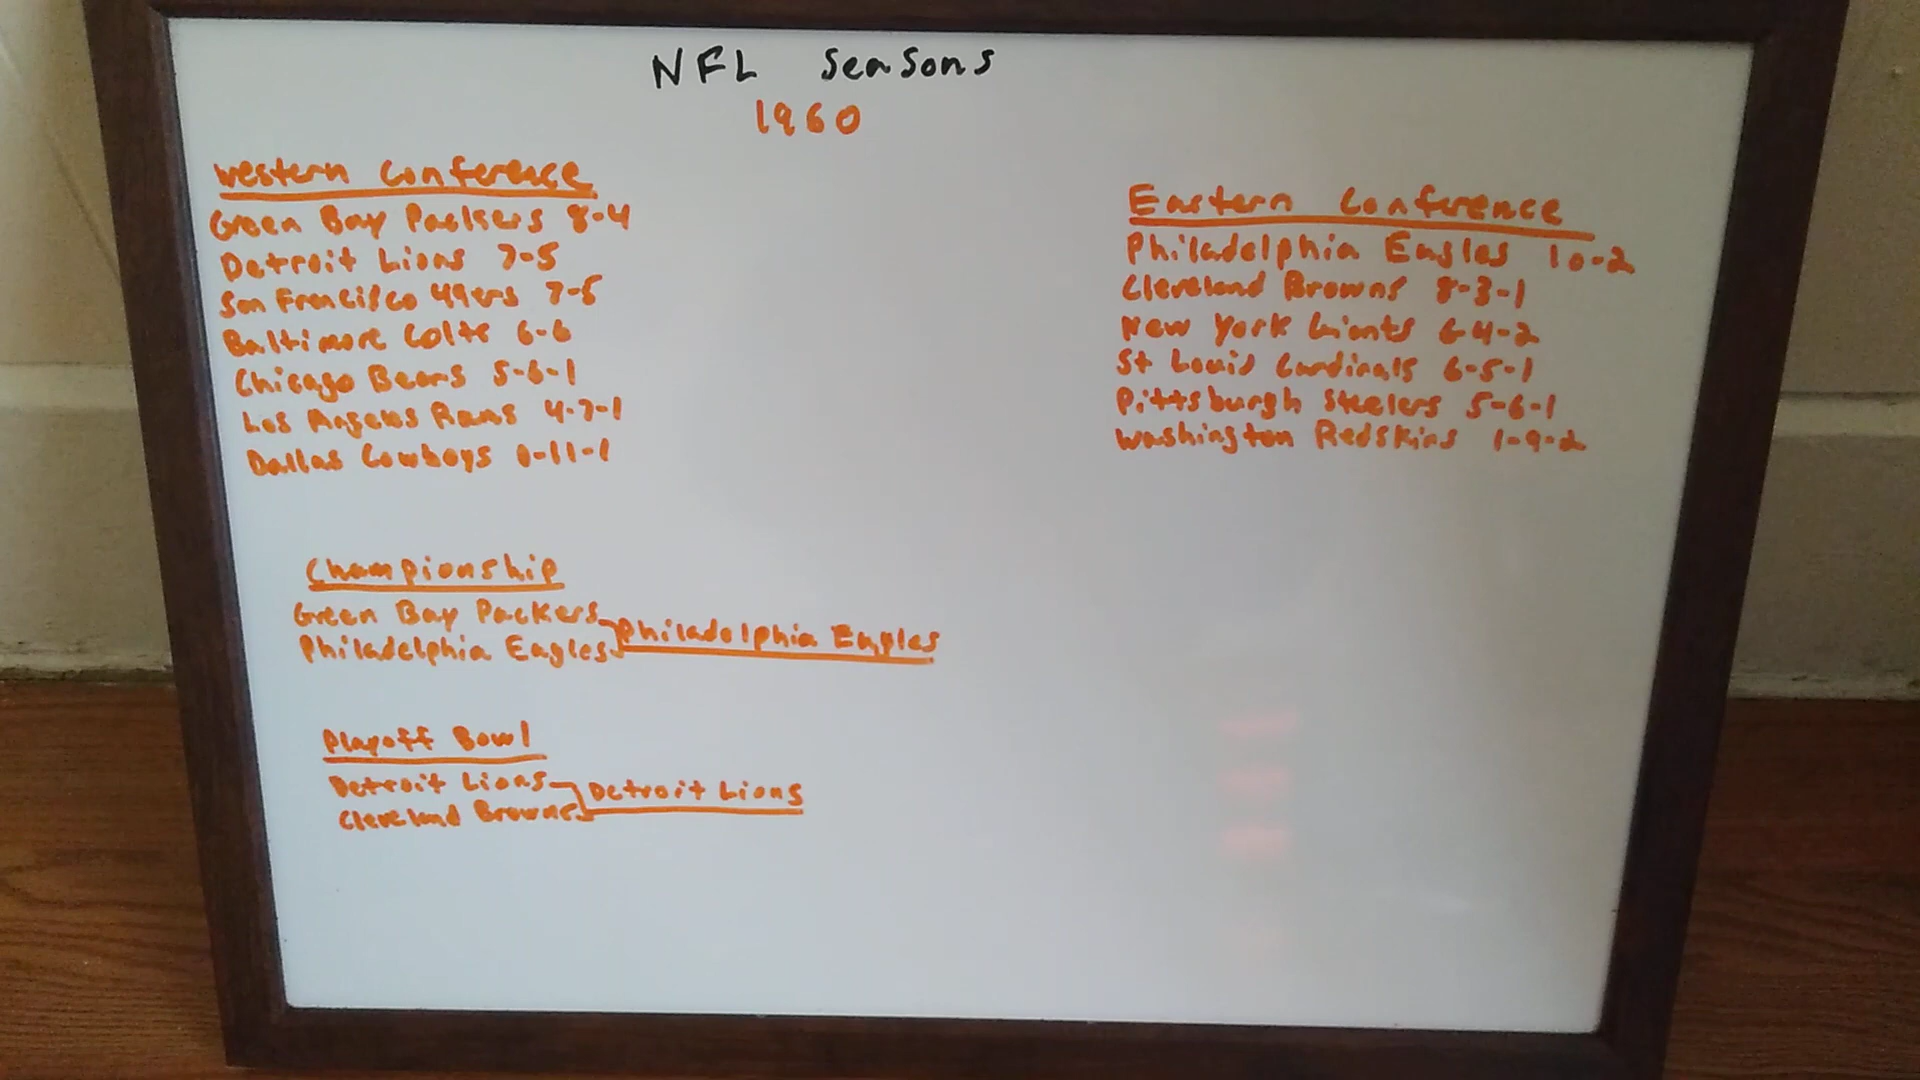 NFL Seasons
1960
Western Conference
Green Bay Packers 8-4
Detroit Lions 7-5
San Francisco 49ers 7-5
Baltimore Colts 6-6
Chicago Bears 5-6-1
Los Angeles Rams 4-7-1
Dallas Cowboys 0-11-1
Eastern Conference
Philadelphia Eagles 10-2
Cleveland Browns 8-3-1
New York Giants 6-4-2
St Louis Cardinals 6-5-1
Pittsburgh Steelers 5-6-1
Washington Redskins 1-9-2
Championship
Green Bay Packers
Philadelphia Eagles
Philadelphia Eagles
Playoff Bowl
Detroit Lions
Cleveland Browns
Detroit Lions